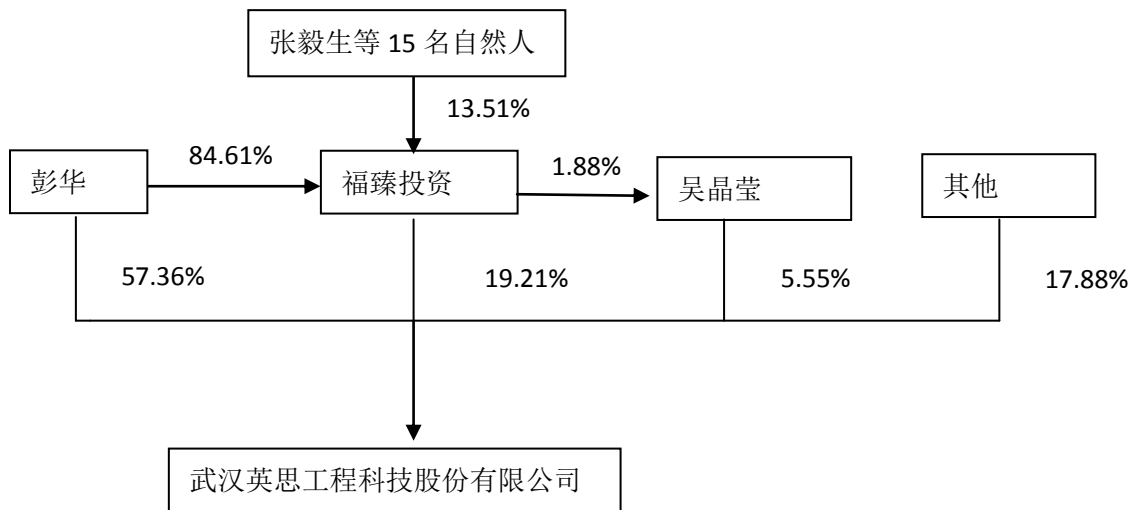 张毅生等 15 名自然人
13.51%
84.61%
1.88%
彭华
福臻投资
吴晶莹
其他
57.36%
19.21%
5.55%
17.88%
武汉英思工程科技股份有限公司